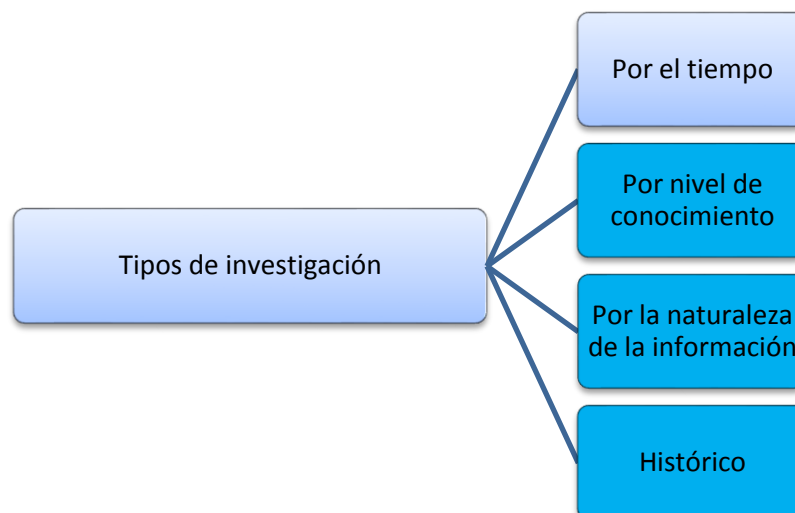 Por el tiempo
Por nivel de
conocimiento
Tipos de investigación
Por la naturaleza
de la información
Histórico